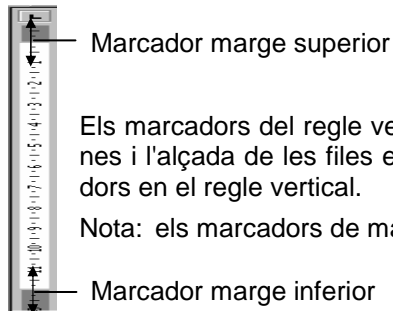 Marcador marge superior
Els marcadors del regle ve
nes i l'alçada de les files e
dors en el regle vertical.
Nota: els marcadors de ma
Marcador marge inferior